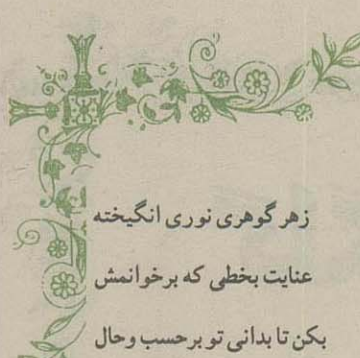 زهر گوهری نوری انگیخته
عنایت بخطی که برخوانمش
بکن تا بدانی تو برحسب وحال